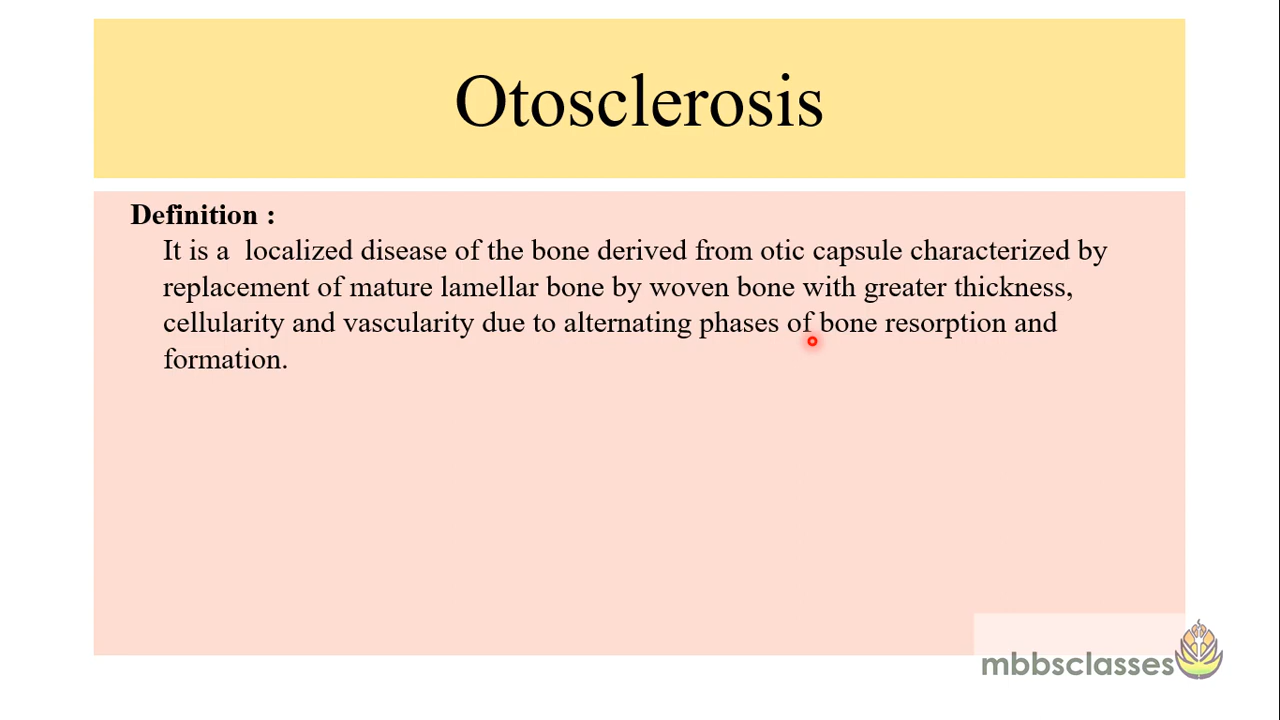 Otosclerosis
Definition :
It is a  localized disease of the bone derived from otic capsule characterized by
replacement of mature lamellar bone by woven bone with greater thickness,
cellularity and vascularity due to alternating phases of bone resorption and
formation.
mbbsclasses